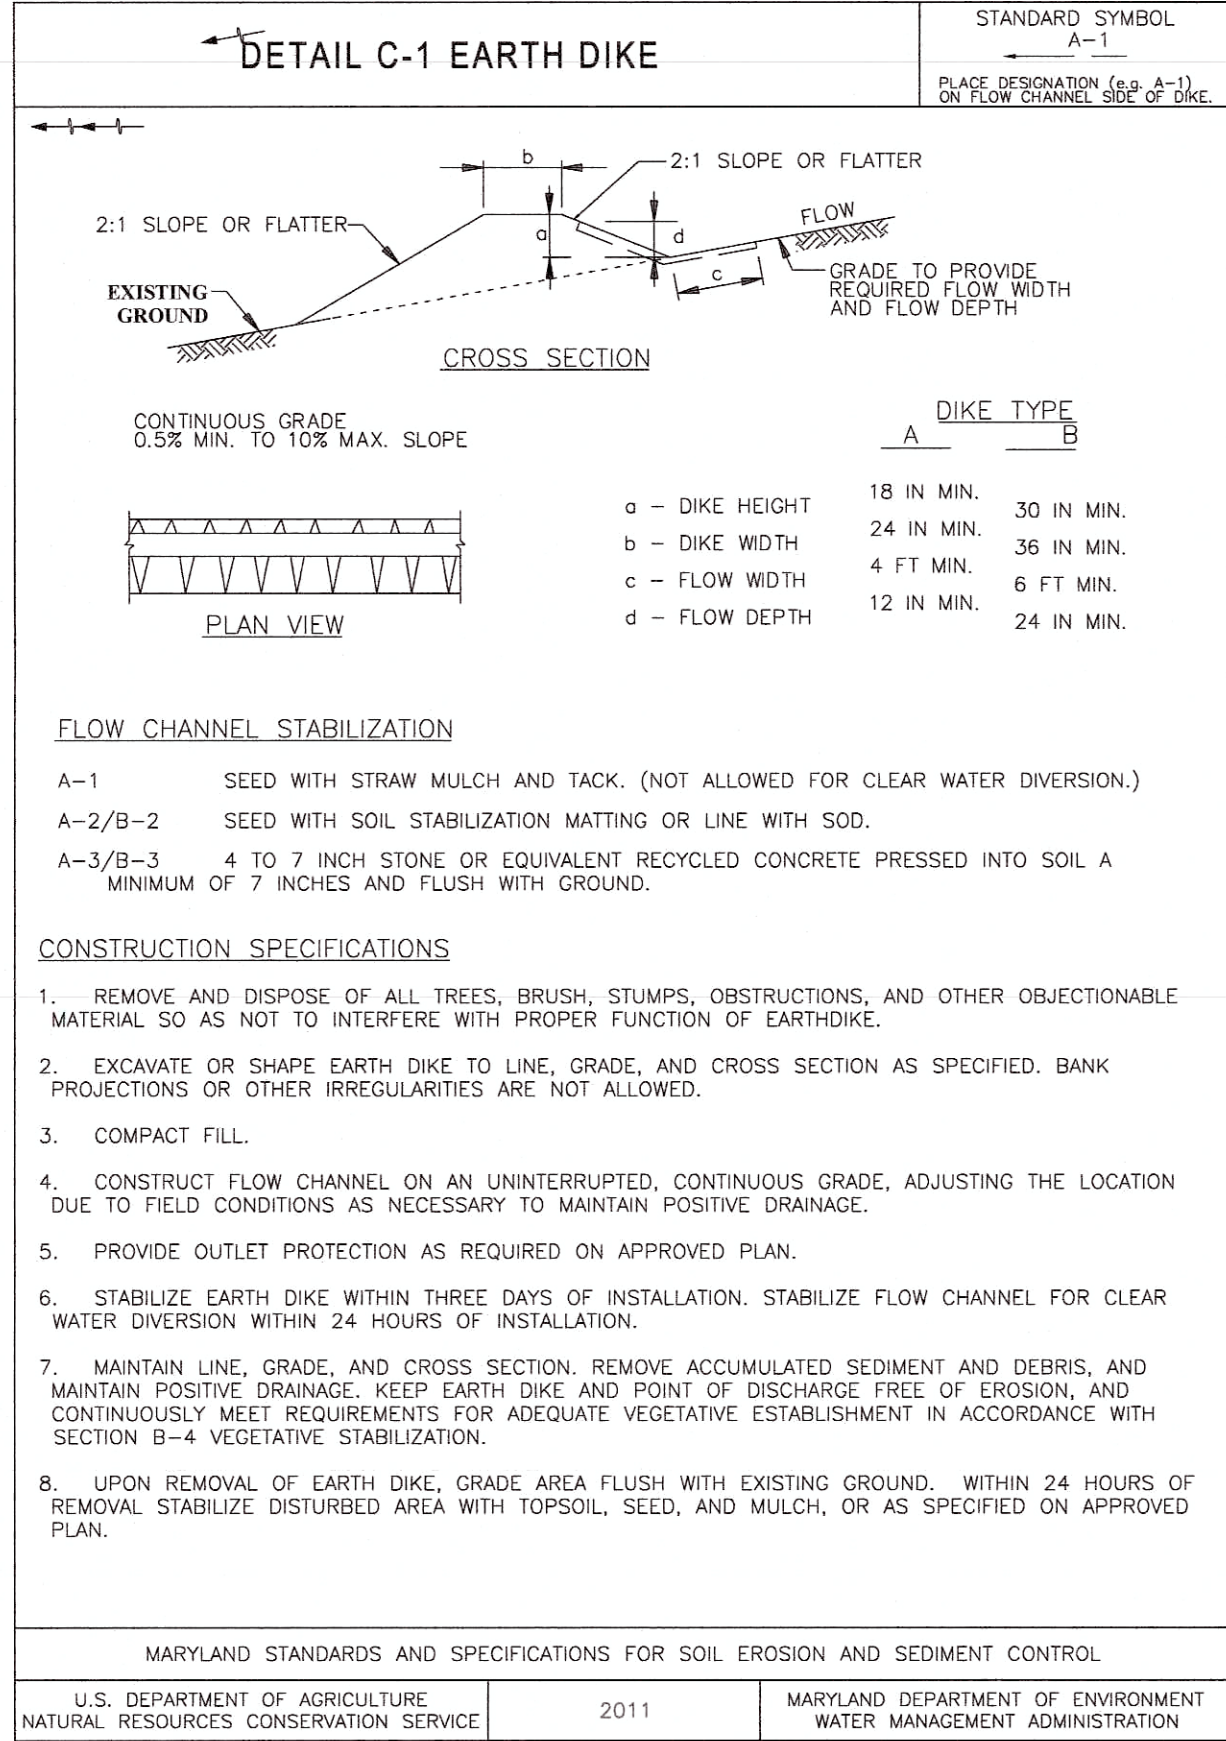 DETAIL C-1 EARTH DIKE
STANDARD SYMBOL
A-1
PLACE DESIGNATION (e.g. A-1)
ON FLOW CHANNEL SIDE OF DIKE.
b
2:1 SLOPE OR FLATTER
2:1 SLOPE OR FLATTER
FLOW
a
d
c
GRADE TO PROVIDE
REQUIRED FLOW WIDTH
AND FLOW DEPTH
EXISTING
GROUND
CROSS SECTION
CONTINUOUS GRADE
0.5% MIN. TO 10% MAX. SLOPE
DIKE TYPE
A B
a - DIKE HEIGHT 18 IN MIN. 30 IN MIN.
b - DIKE WIDTH 24 IN MIN. 36 IN MIN.
c - FLOW WIDTH 4 FT MIN. 6 FT MIN.
d - FLOW DEPTH 12 IN MIN. 24 IN MIN.
PLAN VIEW
FLOW CHANNEL STABILIZATION
A-1 SEED WITH STRAW MULCH AND TACK. (NOT ALLOWED FOR CLEAR WATER DIVERSION.)
A-2/B-2 SEED WITH SOIL STABILIZATION MATTING OR LINE WITH SOD.
A-3/B-3 4 TO 7 INCH STONE OR EQUIVALENT RECYCLED CONCRETE PRESSED INTO SOIL A
MINIMUM OF 7 INCHES AND FLUSH WITH GROUND.
CONSTRUCTION SPECIFICATIONS
1. REMOVE AND DISPOSE OF ALL TREES, BRUSH, STUMPS, OBSTRUCTIONS, AND OTHER OBJECTIONABLE
MATERIAL SO AS NOT TO INTERFERE WITH PROPER FUNCTION OF EARTHDIKE.
2. EXCAVATE OR SHAPE EARTH DIKE TO LINE, GRADE, AND CROSS SECTION AS SPECIFIED. BANK
PROJECTIONS OR OTHER IRREGULARITIES ARE NOT ALLOWED.
3. COMPACT FILL.
4. CONSTRUCT FLOW CHANNEL ON AN UNINTERRUPTED, CONTINUOUS GRADE, ADJUSTING THE LOCATION
DUE TO FIELD CONDITIONS AS NECESSARY TO MAINTAIN POSITIVE DRAINAGE.
5. PROVIDE OUTLET PROTECTION AS REQUIRED ON APPROVED PLAN.
6. STABILIZE EARTH DIKE WITHIN THREE DAYS OF INSTALLATION. STABILIZE FLOW CHANNEL FOR CLEAR
WATER DIVERSION WITHIN 24 HOURS OF INSTALLATION.
7. MAINTAIN LINE, GRADE, AND CROSS SECTION. REMOVE ACCUMULATED SEDIMENT AND DEBRIS, AND
MAINTAIN POSITIVE DRAINAGE. KEEP EARTH DIKE AND POINT OF DISCHARGE FREE OF EROSION, AND
CONTINUOUSLY MEET REQUIREMENTS FOR ADEQUATE VEGETATIVE ESTABLISHMENT IN ACCORDANCE WITH
SECTION B-4 VEGETATIVE STABILIZATION.
8. UPON REMOVAL OF EARTH DIKE, GRADE AREA FLUSH WITH EXISTING GROUND. WITHIN 24 HOURS OF
REMOVAL STABILIZE DISTURBED AREA WITH TOPSOIL, SEED, AND MULCH, OR AS SPECIFIED ON APPROVED
PLAN.
MARYLAND STANDARDS AND SPECIFICATIONS FOR SOIL EROSION AND SEDIMENT CONTROL
U.S. DEPARTMENT OF AGRICULTURE
NATURAL RESOURCES CONSERVATION SERVICE
2011
MARYLAND DEPARTMENT OF ENVIRONMENT
WATER MANAGEMENT ADMINISTRATION